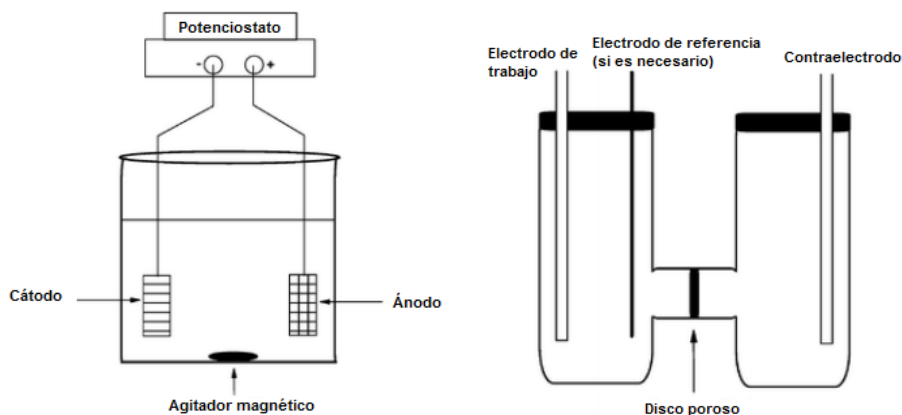 Potenciostato
- +
Cátodo
Ánodo
Agitador magnético
Electrodo de
trabajo
Electrodo de referencia
(si es necesario)
Contraelectrodo
Disco poroso